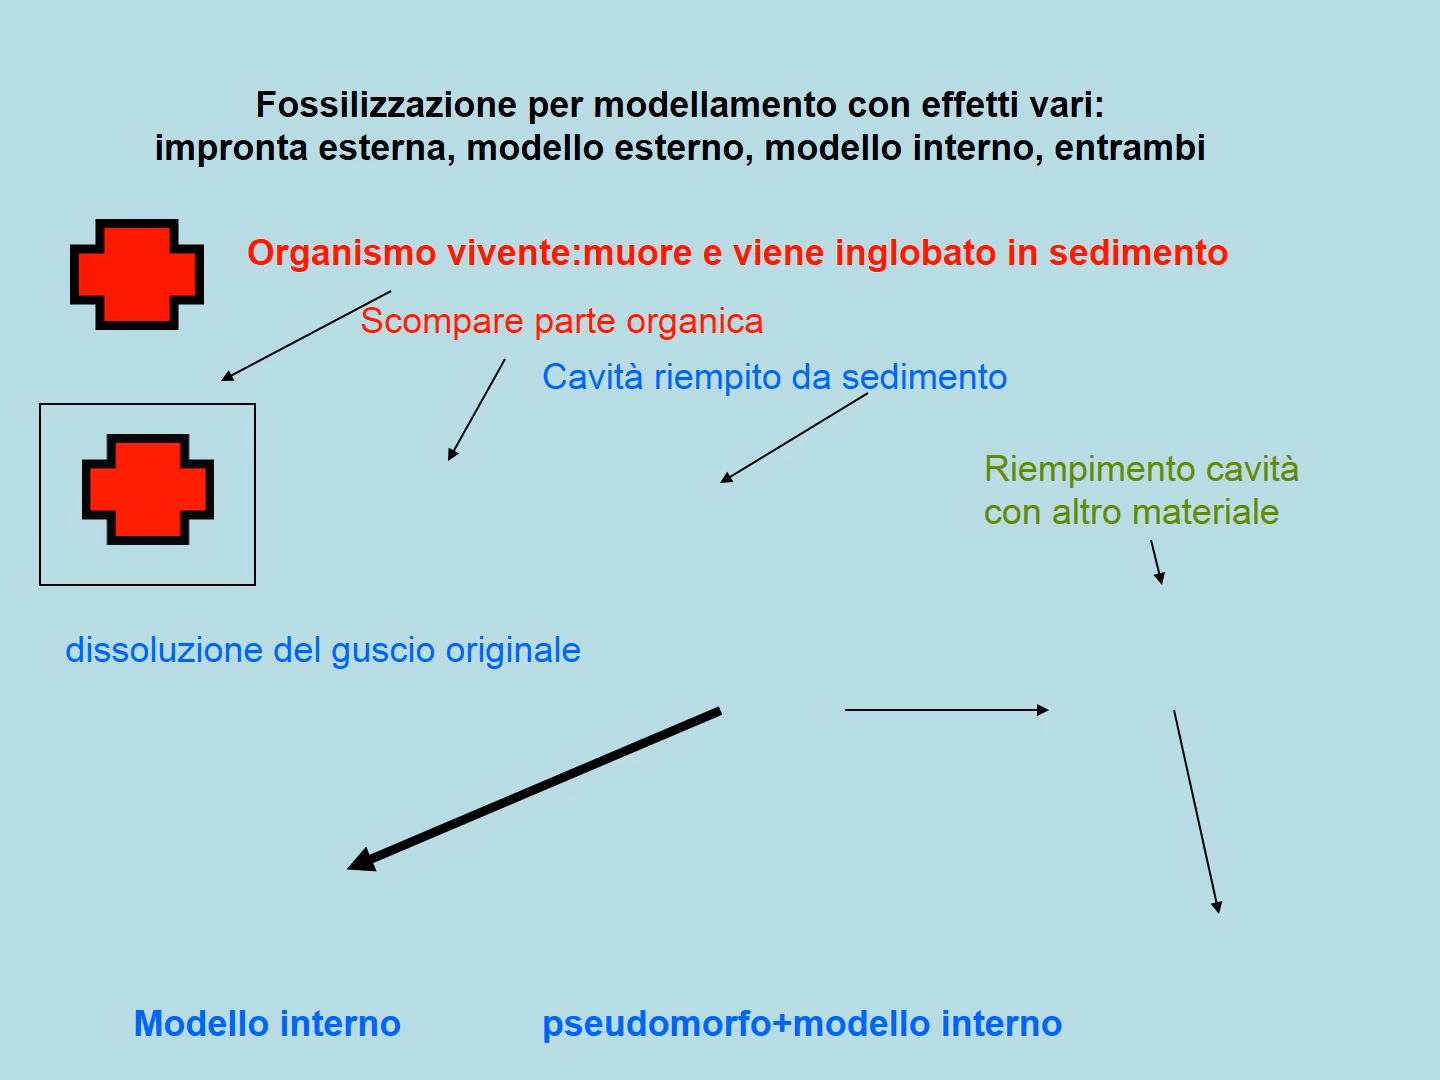 Fossilizzazione per modellamento con effetti vari:
impronta esterna, modello esterno, modello interno, entrambi
Organismo vivente:muore e viene inglobato in sedimento
Scompare parte organica
Cavità riempito da sedimento
Riempimento cavità
con altro materiale
dissoluzione del guscio originale
Modello interno
pseudomorfo+modello interno